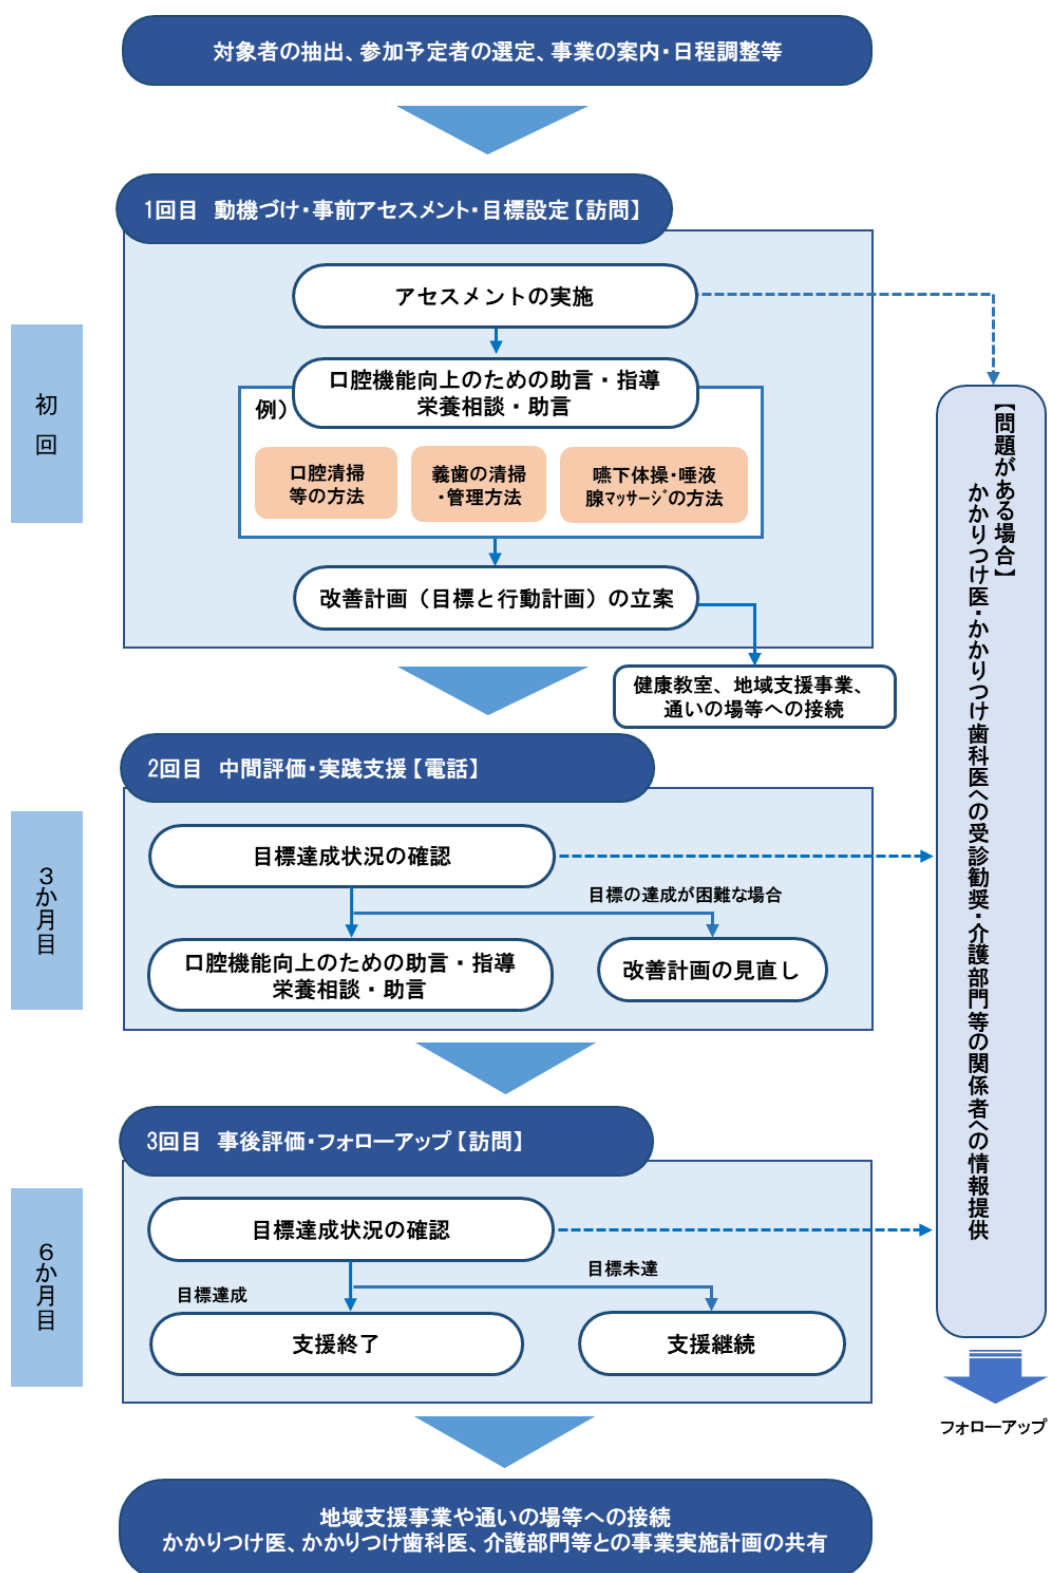 対象者の抽出、参加予定者の選定、事業の案内・日程調整等
初回
1回目 動機づけ・事前アセスメント・目標設定【訪問】
アセスメントの実施
口腔機能向上のための助言・指導
栄養相談・助言
例）
口腔清掃
等の方法
義歯の清掃
・管理方法
嚥下体操・唾液
腺マッサージの方法
改善計画（目標と行動計画）の立案
健康教室、地域支援事業、
通いの場等への接続
3か月目
2回目 中間評価・実践支援【電話】
目標達成状況の確認
目標の達成が困難な場合
口腔機能向上のための助言・指導
栄養相談・助言
改善計画の見直し
6か月目
3回目 事後評価・フォローアップ【訪問】
目標達成状況の確認
目標達成
目標未達
支援終了
支援継続
【問題がある場合】
かかりつけ医・かかりつけ歯科医への受診勧奨・介護部門等の関係者への情報提供
フォローアップ
地域支援事業や通いの場等への接続
かかりつけ医、かかりつけ歯科医、介護部門等との事業実施計画の共有